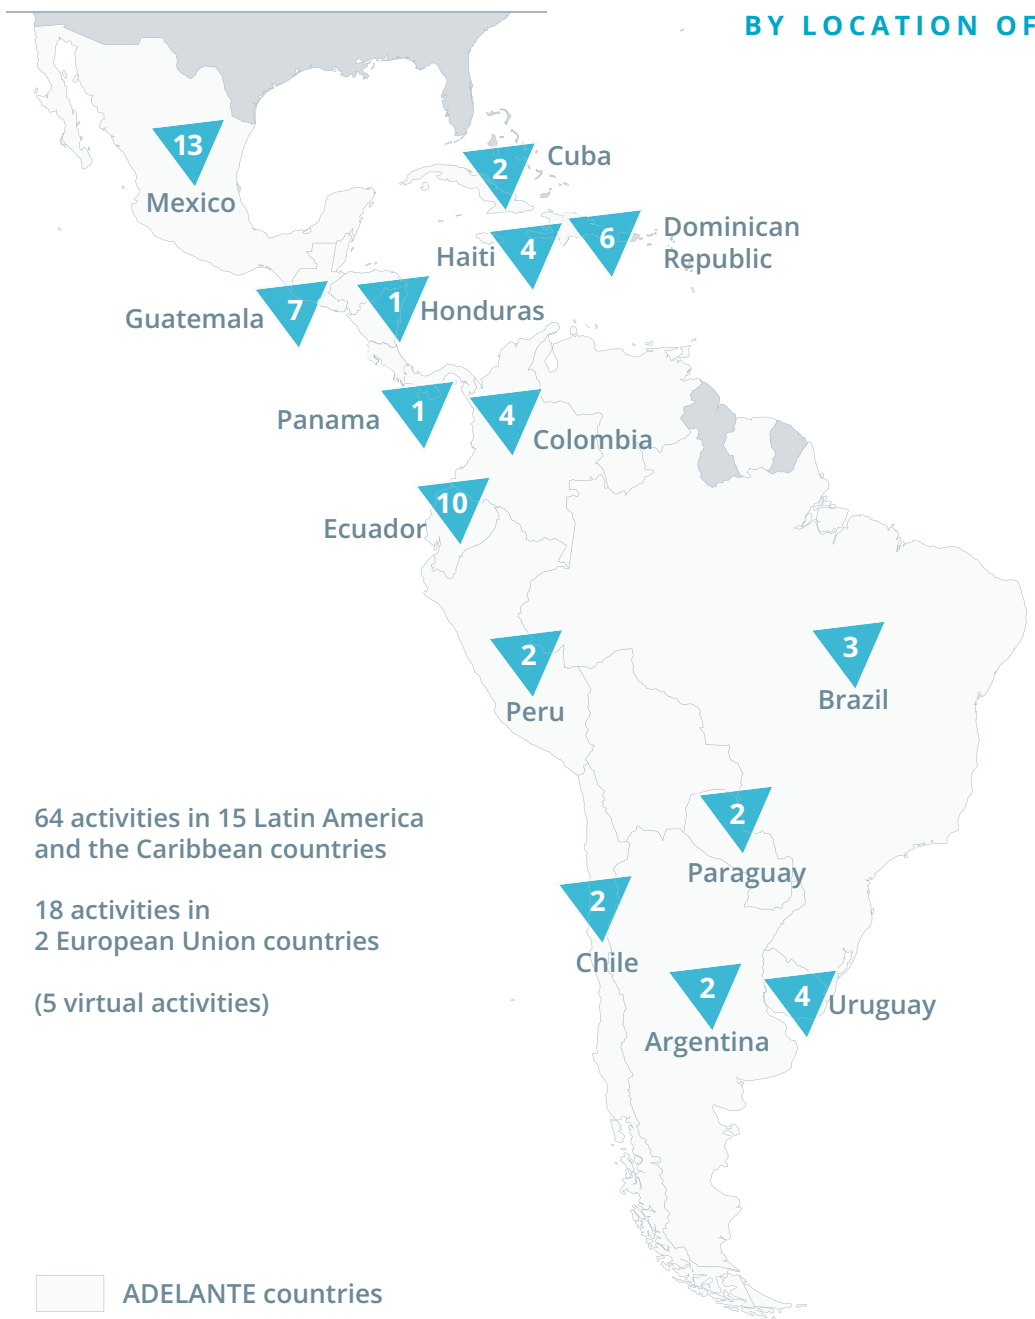 BY LOCATION OF
13
Mexico
2
Cuba
6
Dominican
Republic
4
Haiti
7
Guatemala
1
Honduras
1
Panama
4
Colombia
10
Ecuador
2
Peru
3
Brazil
64 activities in 15 Latin America
and the Caribbean countries
18 activities in
2 European Union countries
(5 virtual activities)
2
Paraguay
2
Chile
2
Argentina
4
Uruguay
ADELANTE countries